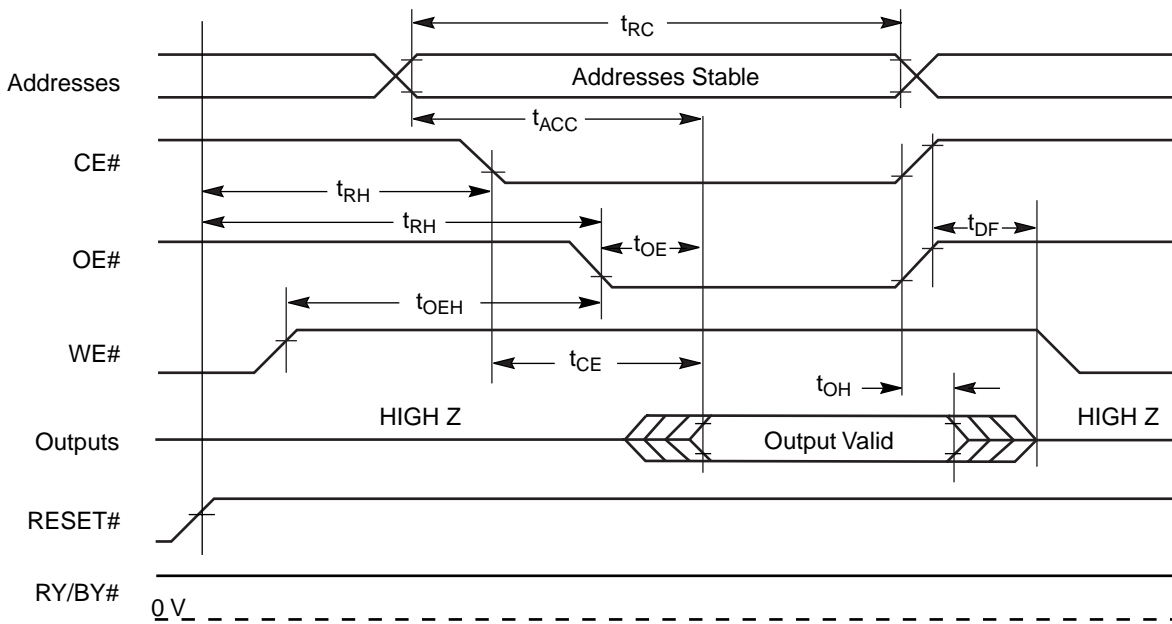 tRC
Addresses
Addresses Stable
tACC
CE#
tRH
tRH
tDF
OE#
tOE
tOEH
WE#
tCE
tOH
HIGH Z
HIGH Z
Outputs
Output Valid
RESET#
RY/BY#
0 V